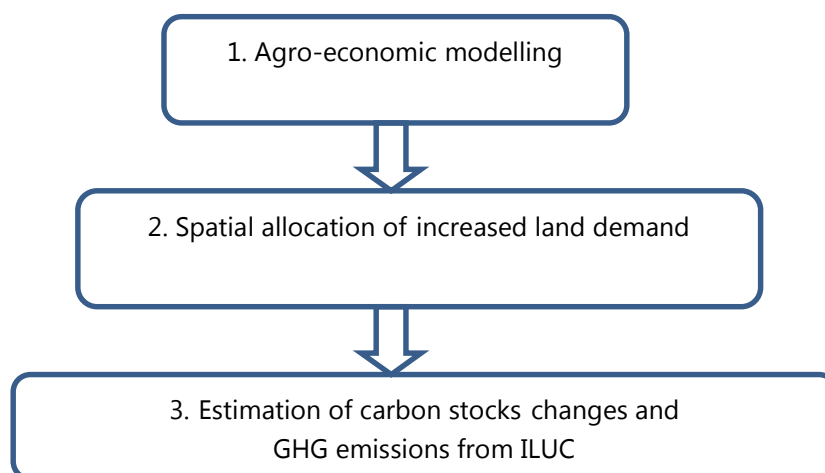 1. Agro-economic modelling
2. Spatial allocation of increased land demand
3. Estimation of carbon stocks changes and
GHG emissions from ILUC